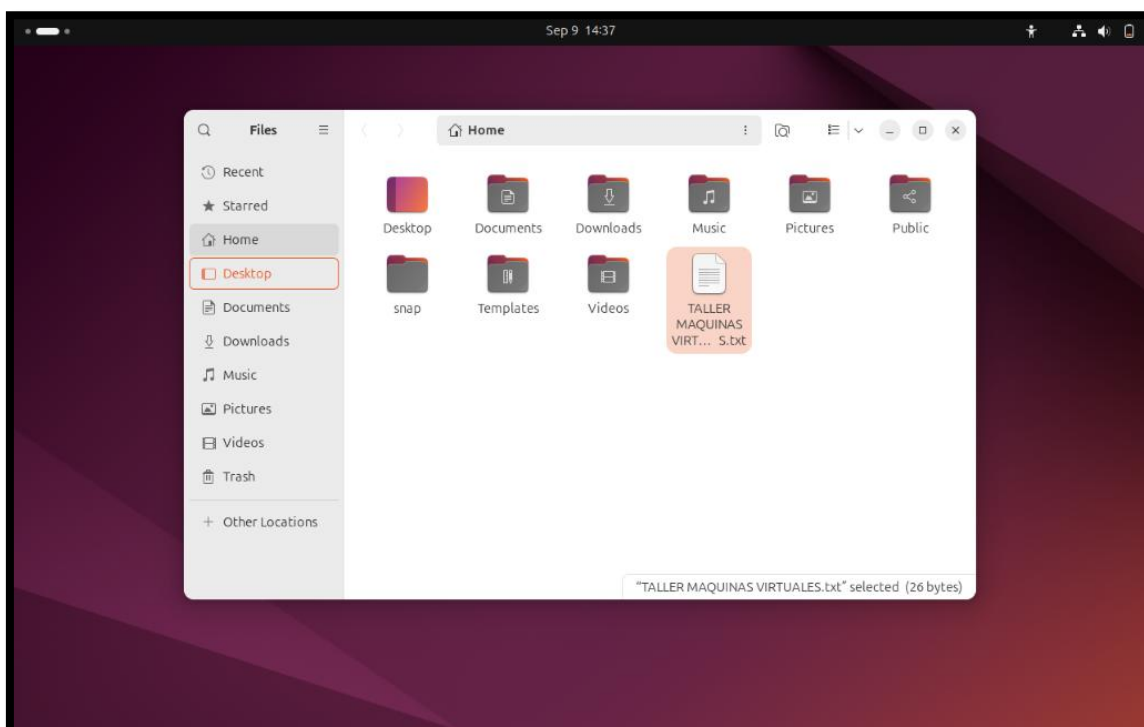 Sep 9 14:37
Files
Home
Recent
Starred
Home
Desktop
Documents
Downloads
Music
Pictures
Videos
Trash
+ Other Locations
Desktop Documents Downloads Music Pictures Public
snap Templates Videos TALLER
MAQUINAS
VIRT... S.txt
“TALLER MAQUINAS VIRTUALES.txt” selected (26 bytes)